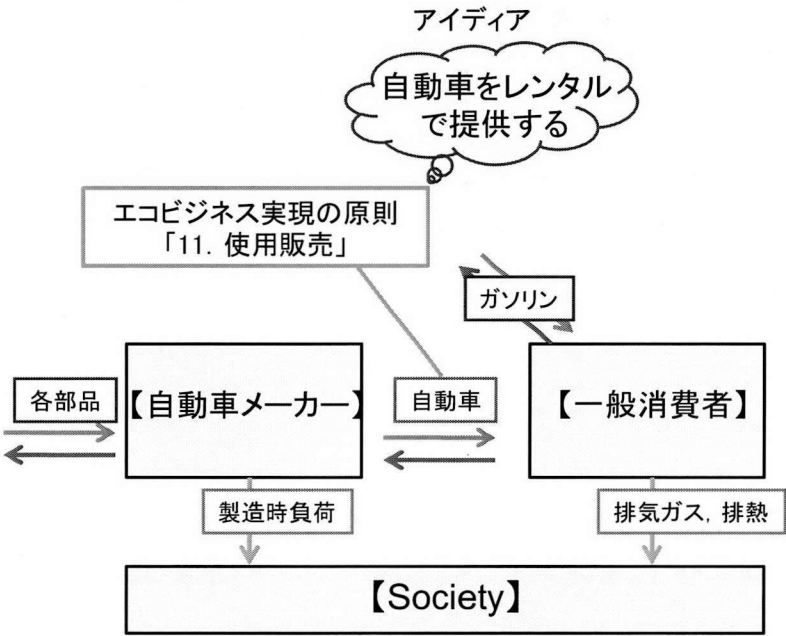 アイディア
自動車をレンタル
で提供する
エコビジネス実現の原則
「11. 使用販売」
ガソリン
各部品
【自動車メーカー】
自動車
【一般消費者】
製造時負荷
排気ガス, 排熱
【Society】